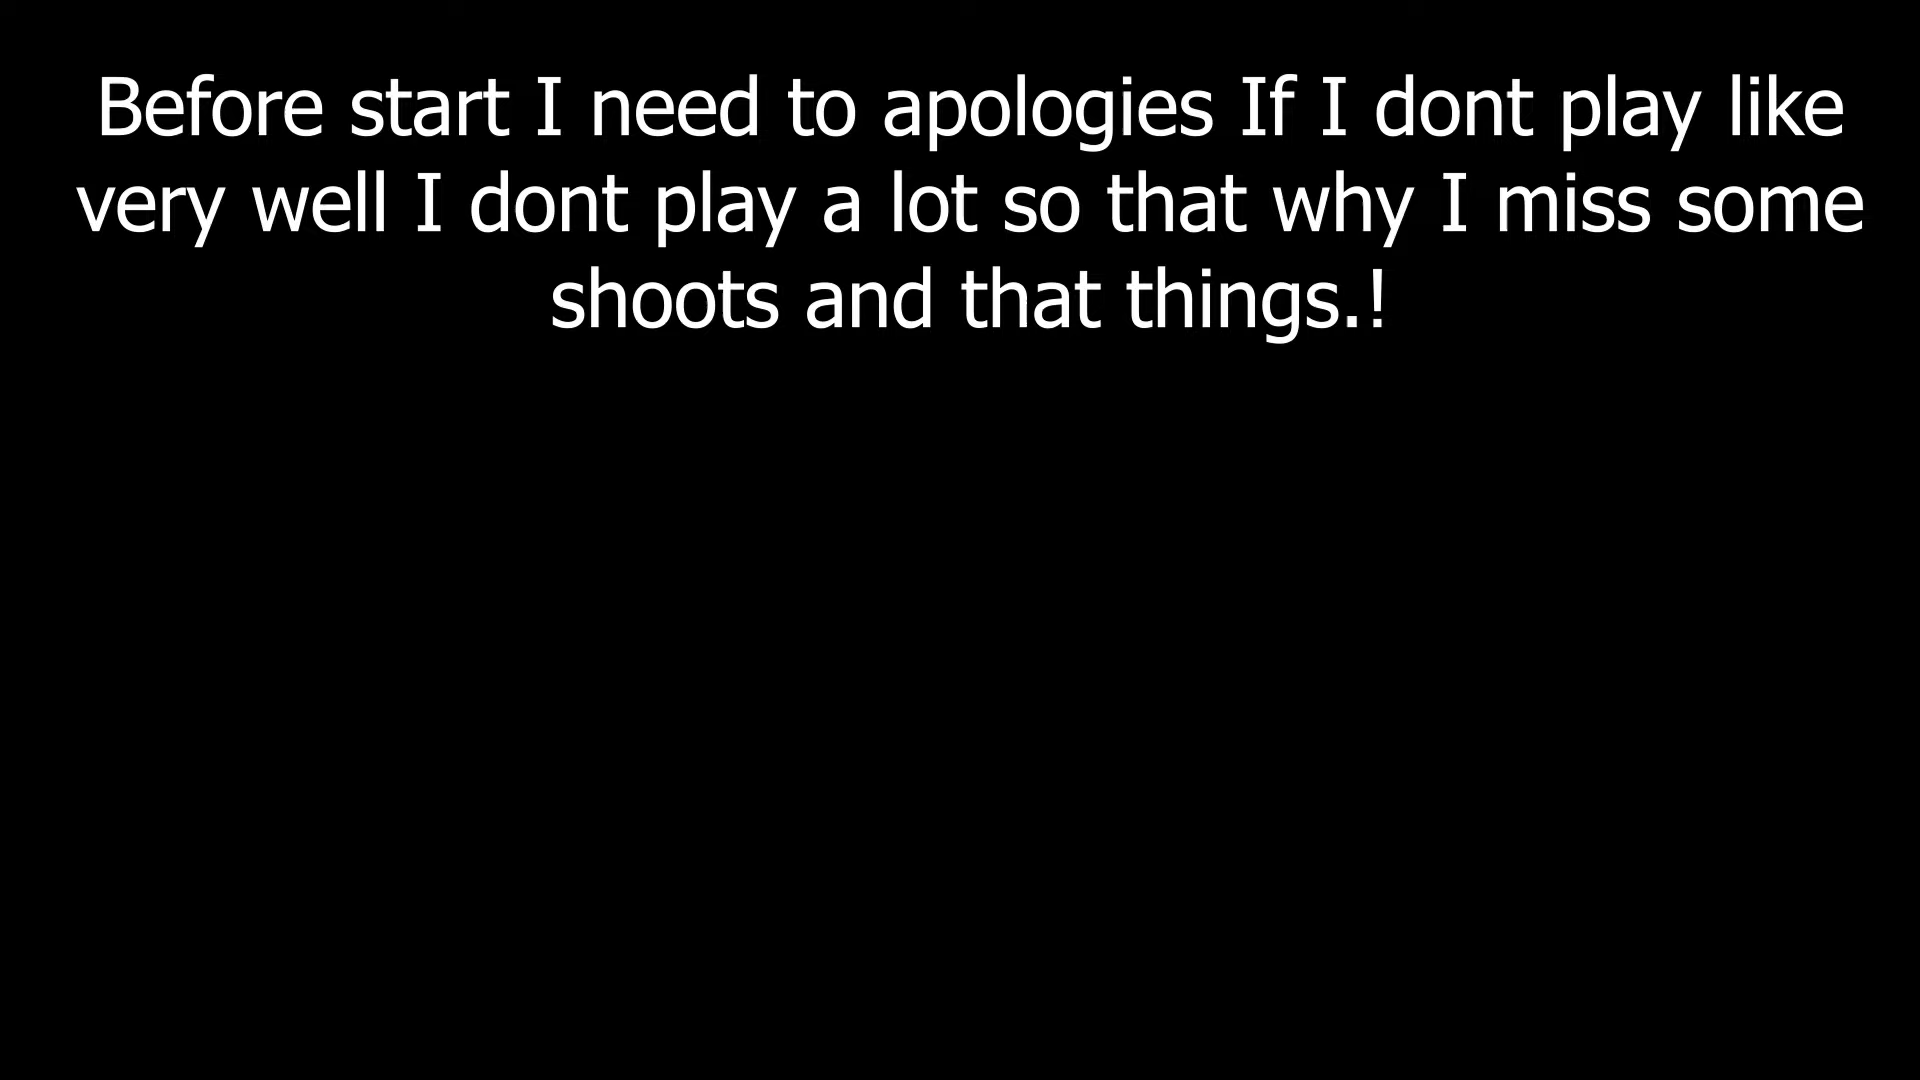 Before start I need to apologies If I dont play like
very well I dont play a lot so that why I miss some
shoots and that things.!